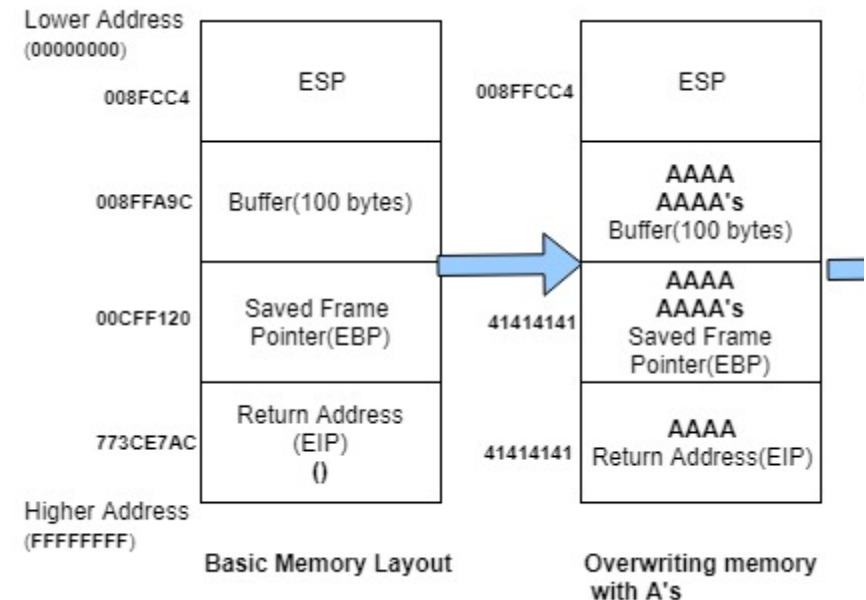 Lower Address
(00000000)
008FCC4
ESP
008FFA9C
Buffer(100 bytes)
00CFF120
Saved Frame
Pointer(EBP)
773CE7AC
Return Address
(EIP)
()
Higher Address
(FFFFFFFF)
Basic Memory Layout
008FFCC4
ESP
AAAA
AAAA's
Buffer(100 bytes)
41414141
AAAA
AAAA's
Saved Frame
Pointer(EBP)
41414141
AAAA
Return Address(EIP)
Overwriting memory
with A's